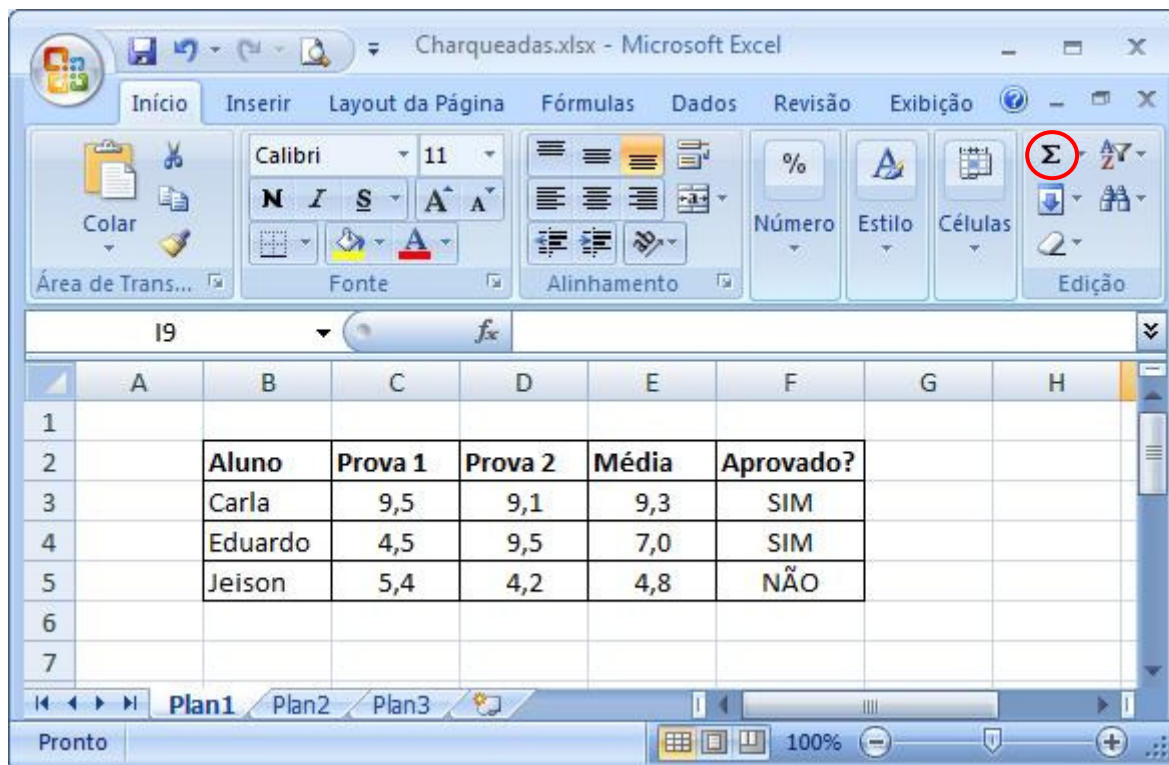 Charqueadas.xlsx - Microsoft Excel
Início Inserir Layout da Página Fórmulas Dados Revisão Exibição
Colar
Calibri 11
N I S A A
A
%
Número
A
Estilo
Células
Σ
A
Z
Área de Trans... Fonte Alinhamento Edição
I9 fx
A B C D E F G H
1
2 Aluno Prova 1 Prova 2 Média Aprovado?
3 Carla 9,5 9,1 9,3 SIM
4 Eduardo 4,5 9,5 7,0 SIM
5 Jeison 5,4 4,2 4,8 NÃO
6
7
Plan1 Plan2 Plan3
Pronto 100%